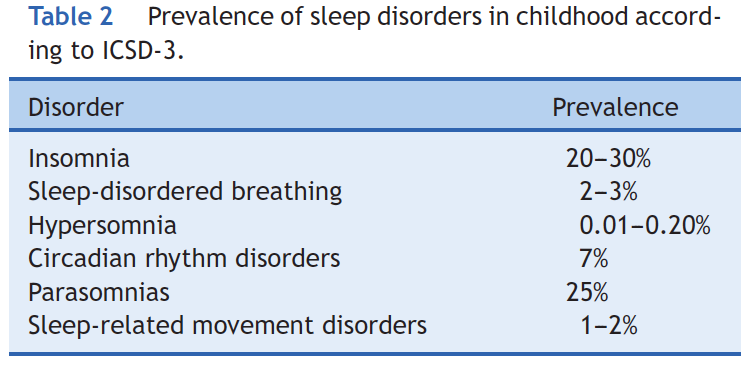 Table 2 Prevalence of sleep disorders in childhood accord-
ing to ICSD-3.
Disorder Prevalence
Insomnia 20–30%
Sleep-disordered breathing 2–3%
Hypersomnia 0.01–0.20%
Circadian rhythm disorders 7%
Parasomnias 25%
Sleep-related movement disorders 1–2%